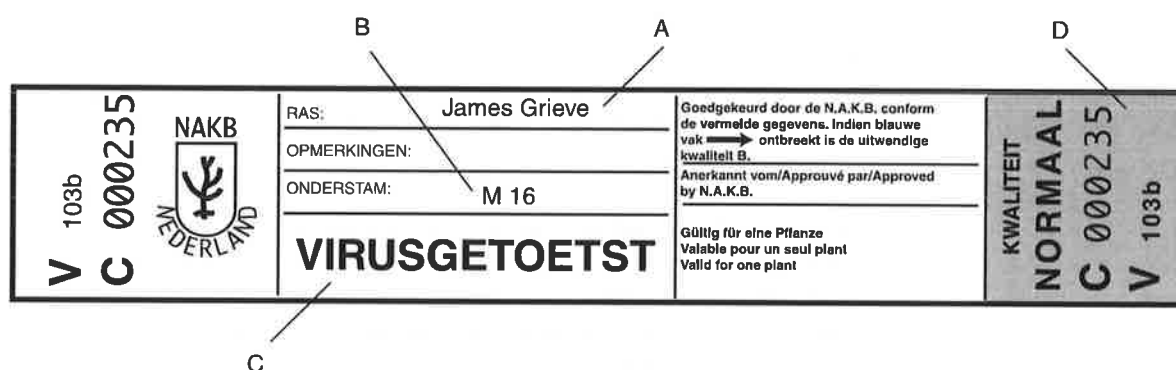 B
A
D
V
103b
C 000235
NAKB
NEDERLAND
RAS: James Grieve
OPMERKINGEN:
ONDERSTAM: M 16
VIRUSGETOETST
Goedgekeurd door de N.A.K.B. conform
de vermelde gegevens. Indien blauwe
vak ontbreekt is de uitwendige
kwaliteit B.
Anerkannt vom/Approuvé par/Approved
by N.A.K.B.
Gültig für eine Pflanze
Valable pour un seul plant
Valid for one plant
KWALITEIT
NORMAAL
C 000235
V 103b
C